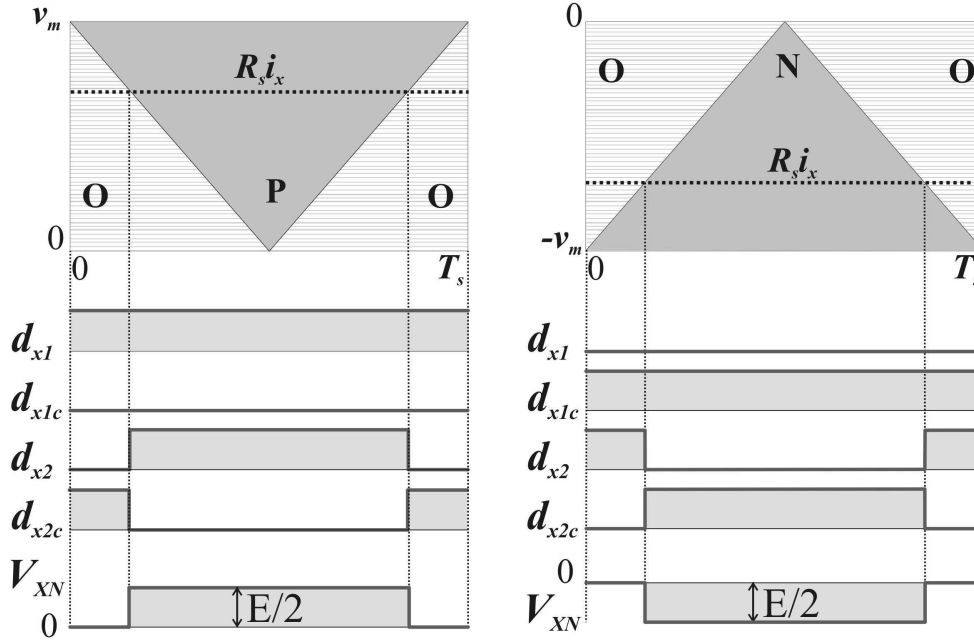 v_m
R_s i_x
P
O
O
0
0
T_s
d_x1
d_x1c
d_x2
d_x2c
V_XN
0
E/2
0
O
N
O
R_s i_x
-v_m
0
d_x1
d_x1c
d_x2
d_x2c
0
V_XN
E/2